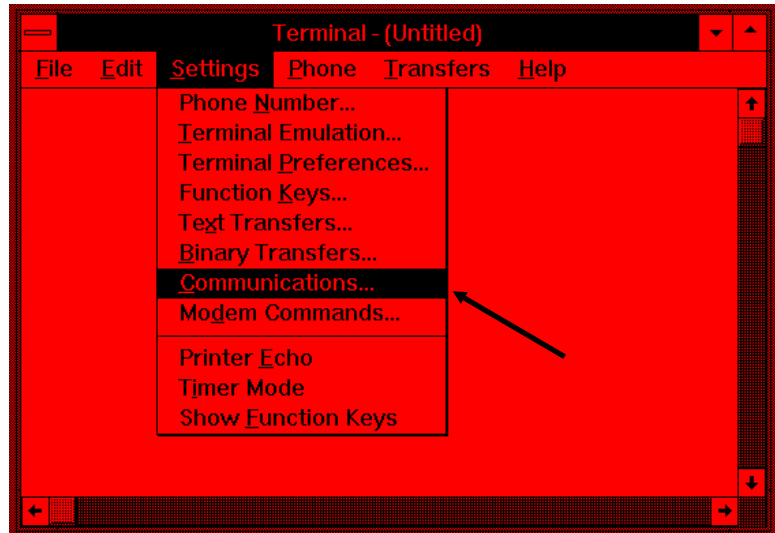 Terminal - (Untitled)
File Edit Settings Phone Transfers Help
Phone Number...
Terminal Emulation...
Terminal Preferences...
Function Keys...
Text Transfers...
Binary Transfers...
Communications...
Modem Commands...
Printer Echo
Timer Mode
Show Function Keys